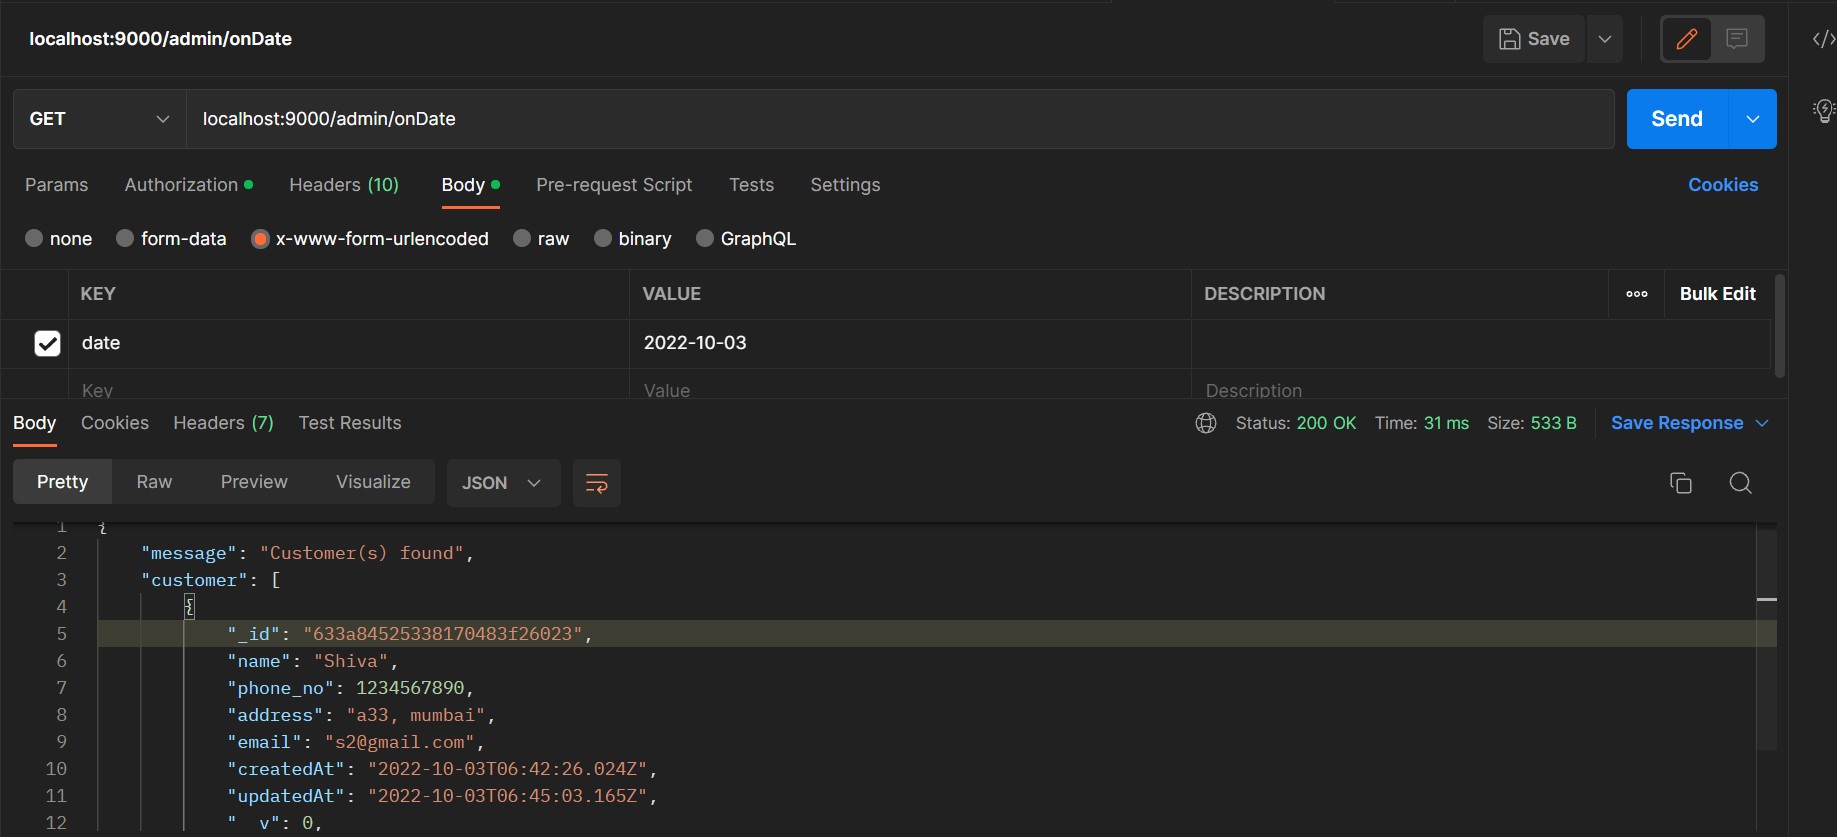 localhost:9000/admin/onDate
Save
GET localhost:9000/admin/onDate Send
Params Authorization Headers (10) Body Pre-request Script Tests Settings Cookies
none form-data x-www-form-urlencoded raw binary GraphQL
KEY VALUE DESCRIPTION ooo Bulk Edit
date 2022-10-03
Key Value Description
Body Cookies Headers (7) Test Results Status: 200 OK Time: 31 ms Size: 533 B Save Response
Pretty Raw Preview Visualize JSON
1 {
2 "message": "Customer(s) found",
3 "customer": [
4 {
5 "_id": "633a84525338170483f26023",
6 "name": "Shiva",
7 "phone_no": 1234567890,
8 "address": "a33, mumbai",
9 "email": "s2@gmail.com",
10 "createdAt": "2022-10-03T06:42:26.024Z",
11 "updatedAt": "2022-10-03T06:45:03.165Z",
12 "__v": 0,